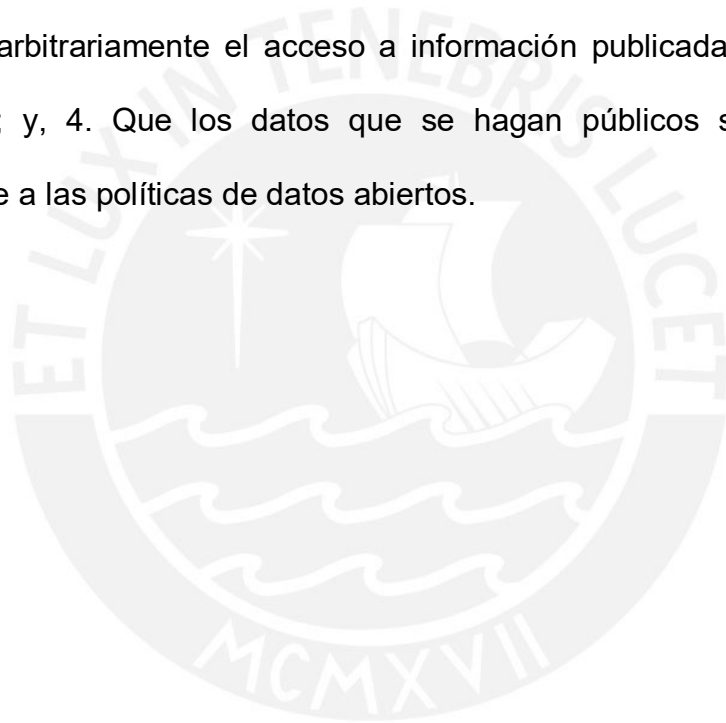 arbitrariamente el acceso a información publicada
y, 4. Que los datos que se hagan públicos
a las políticas de datos abiertos.
ET LUX IN TENEBRIS LUCET
MCMXVII